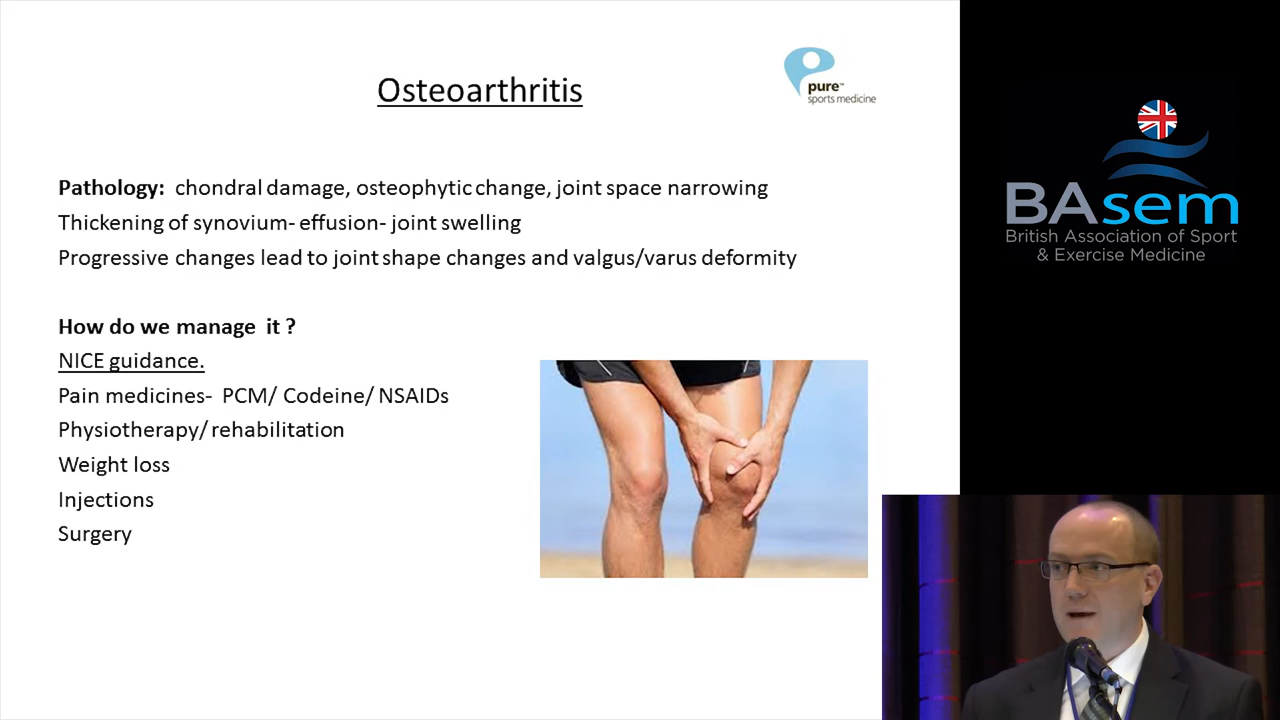 Osteoarthritis
pure™
sports medicine
Pathology: chondral damage, osteophytic change, joint space narrowing
Thickening of synovium- effusion- joint swelling
Progressive changes lead to joint shape changes and valgus/varus deformity
How do we manage it ?
NICE guidance.
Pain medicines- PCM/ Codeine/ NSAIDs
Physiotherapy/ rehabilitation
Weight loss
Injections
Surgery
BAsem
British Association of Sport
& Exercise Medicine